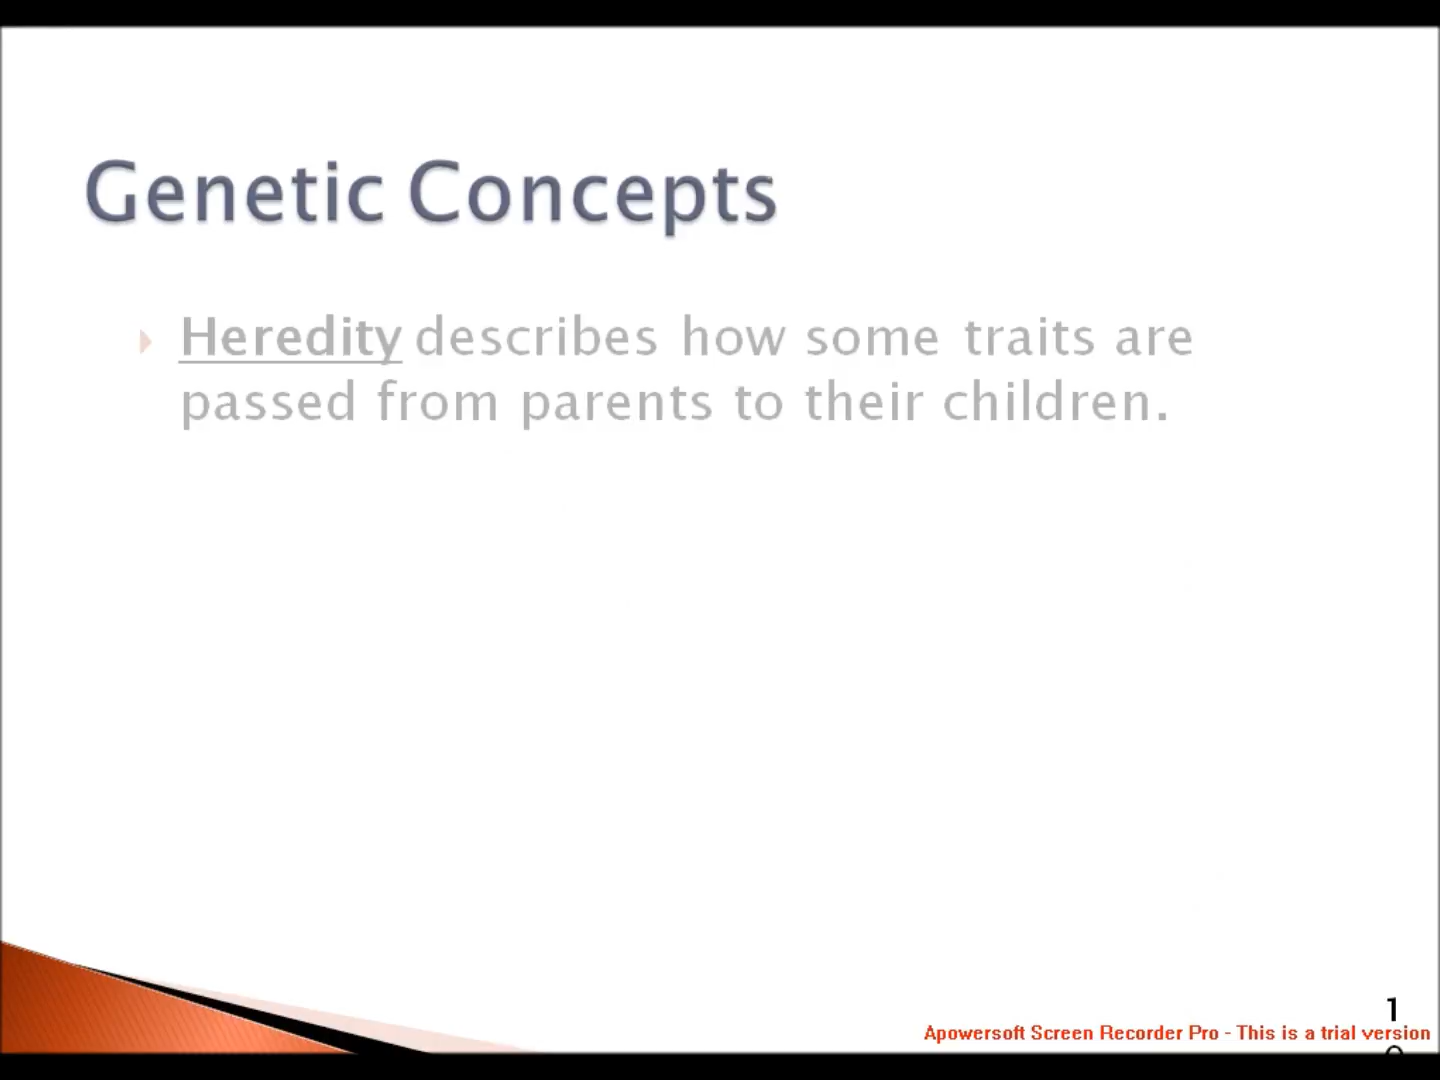 Genetic Concepts
Heredity describes how some traits are
passed from parents to their children.
1
Apowersoft Screen Recorder Pro - This is a trial version